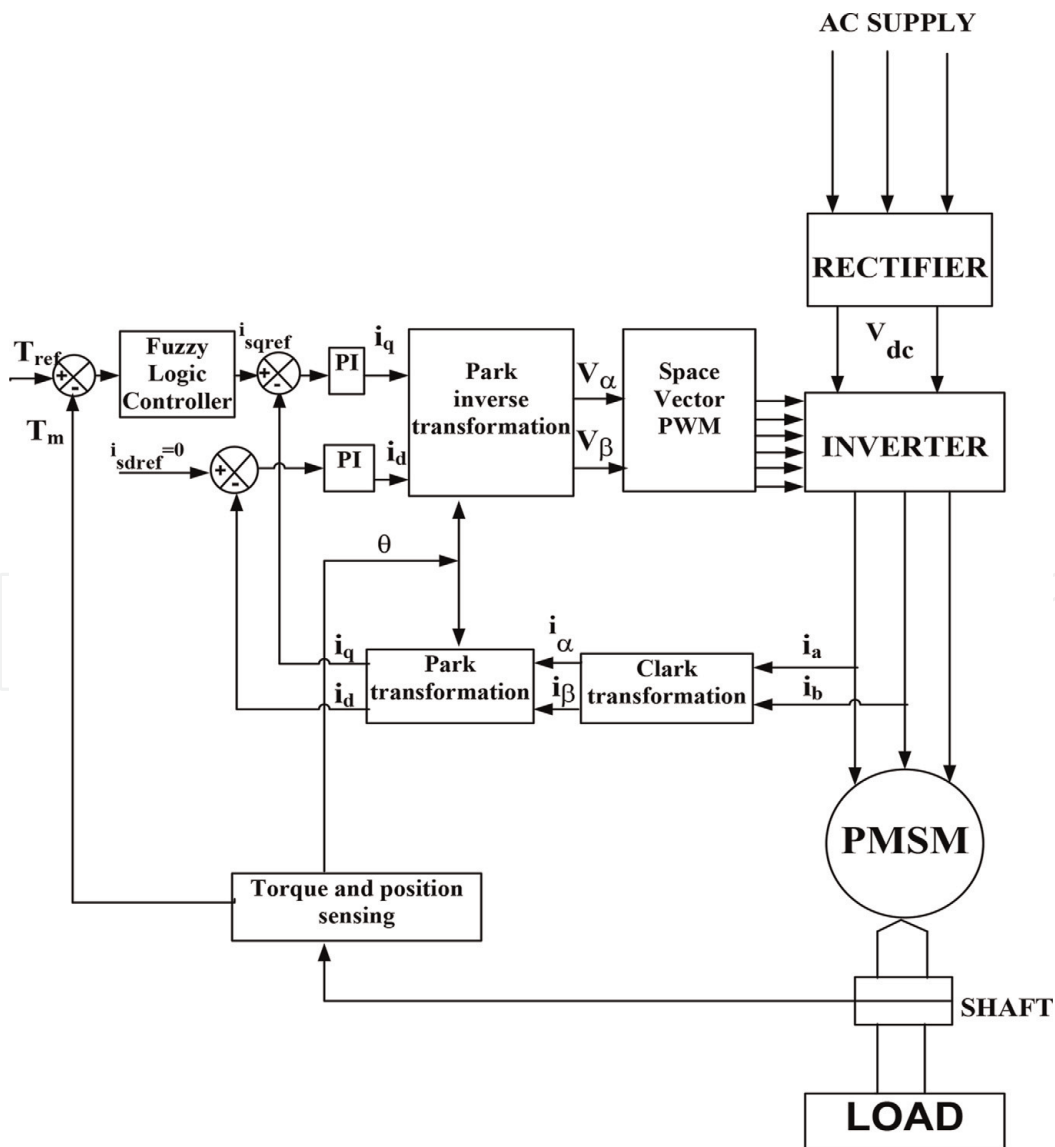 AC SUPPLY
RECTIFIER
V
dc
i
sqref
T
ref
+
-
Fuzzy
Logic
Controller
+
-
PI
i
q
Park
inverse
transformation
V
α
Space
Vector
PWM
INVERTER
T
m
i
sdref
=0
+
-
PI
i
d
V
β
θ
i
q
i
d
Park
transformation
i
α
i
β
Clark
transformation
i
a
i
b
PMSM
Torque and position
sensing
SHAFT
LOAD